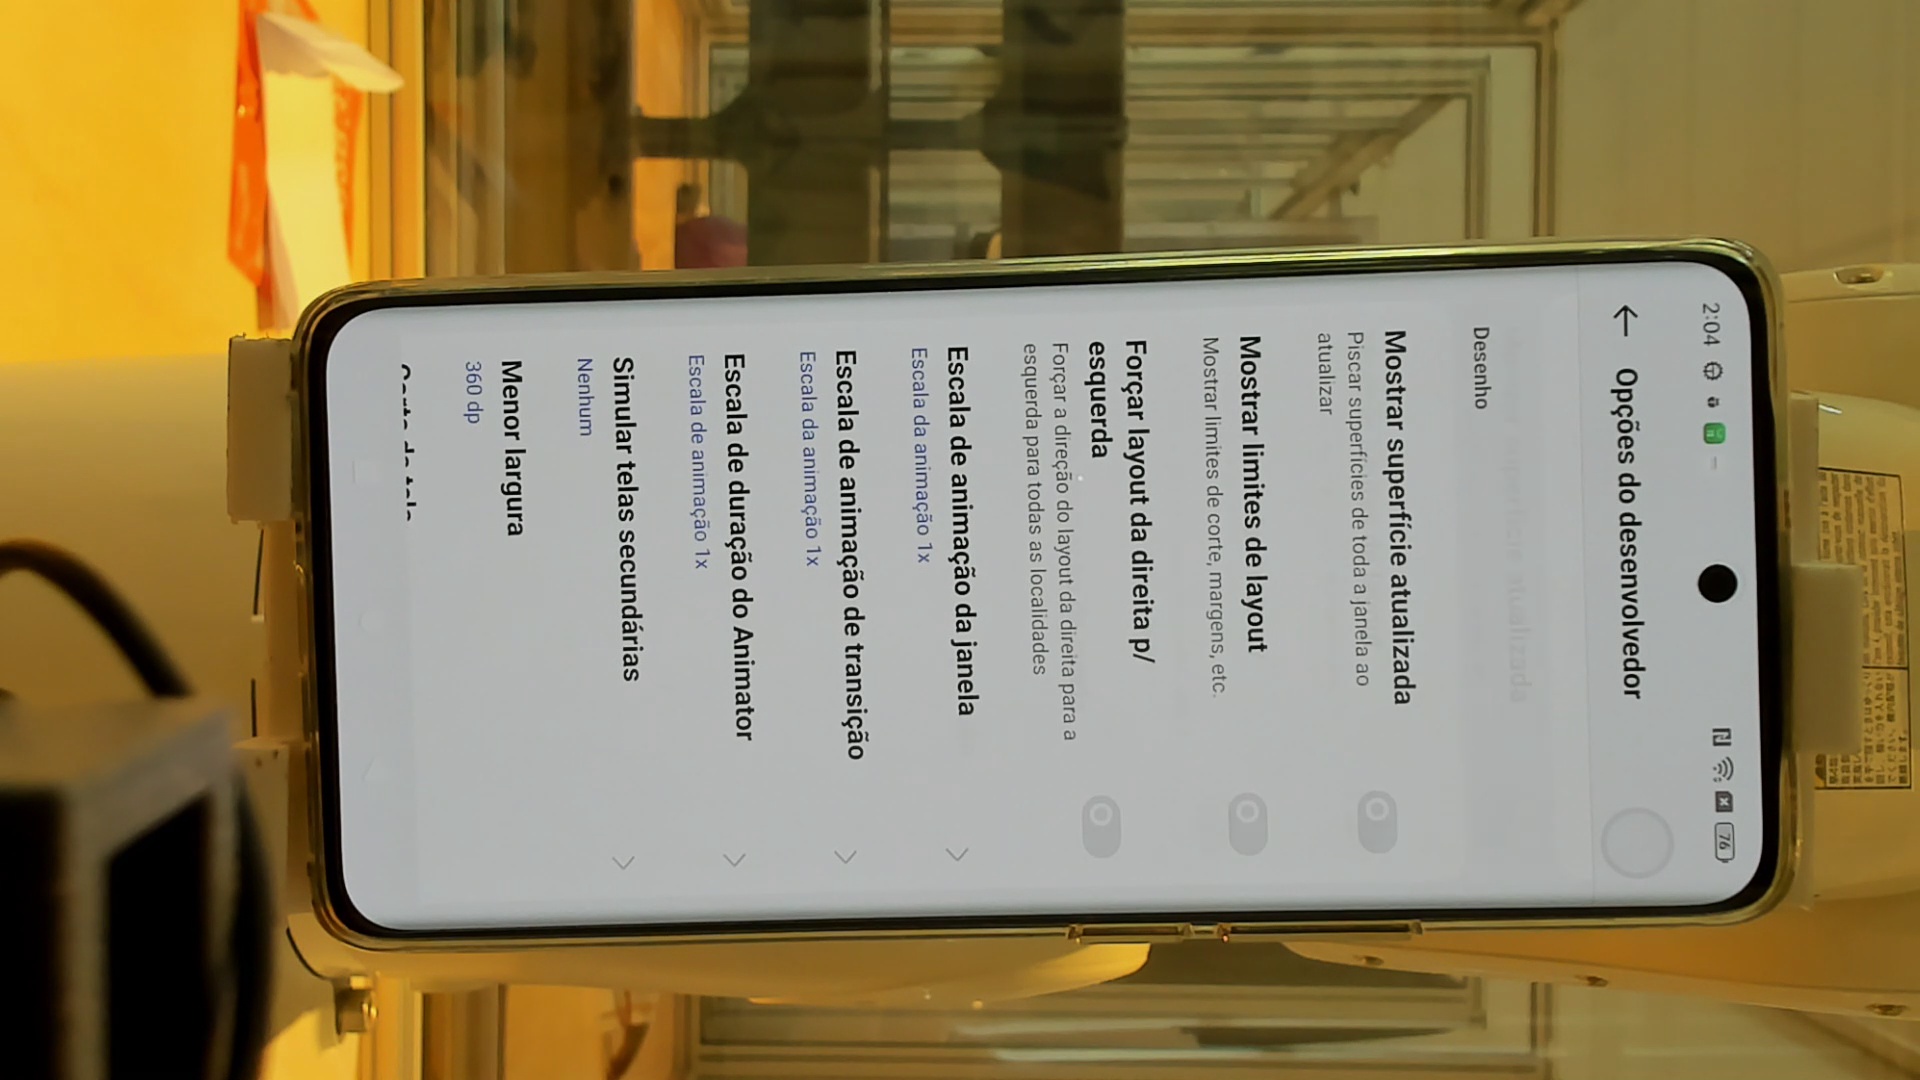 2:04
76
Opções do desenvolvedor
Desenho
Mostrar superfície atualizada
Piscar superfícies de toda a janela ao
atualizar
Mostrar limites de layout
Mostrar limites de corte, margens, etc.
Forçar layout da direita p/
esquerda
Forçar a direção do layout da direita para a
esquerda para todas as localidades
Escala de animação da janela
Escala da animação 1x
Escala de animação de transição
Escala da animação 1x
Escala de duração do Animator
Escala de animação 1x
Simular telas secundárias
Nenhum
Menor largura
360 dp